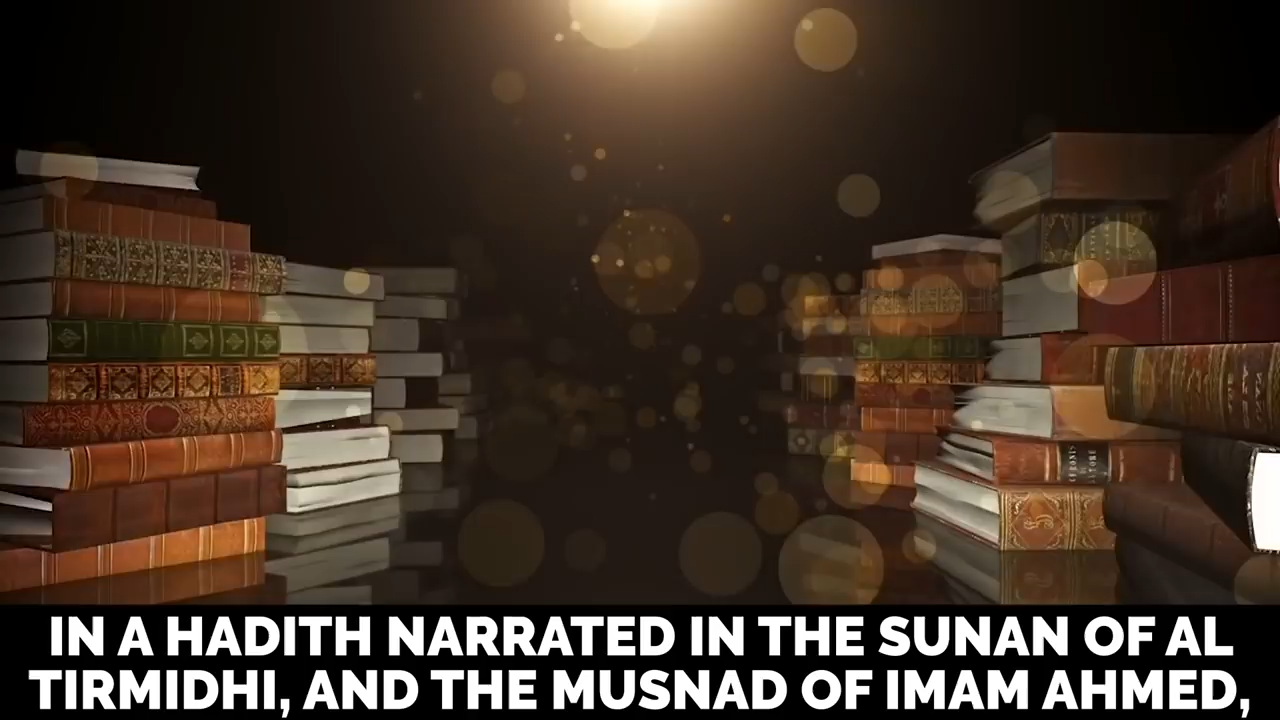 IN A HADITH NARRATED IN THE SUNAN OF AL
TIRMIDHI, AND THE MUSNAD OF IMAM AHMED,